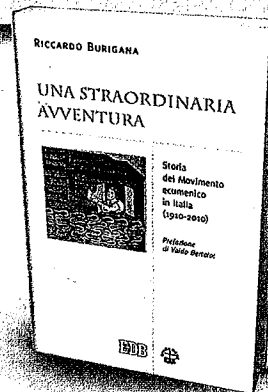 RICCARDO BURIGANA
UNA STRAORDINARIA
AVVENTURA
Storia
del Movimento
ecumenico
in Italia
(1910-2010)
Prefazione
di Valdo Bertalot
EDB